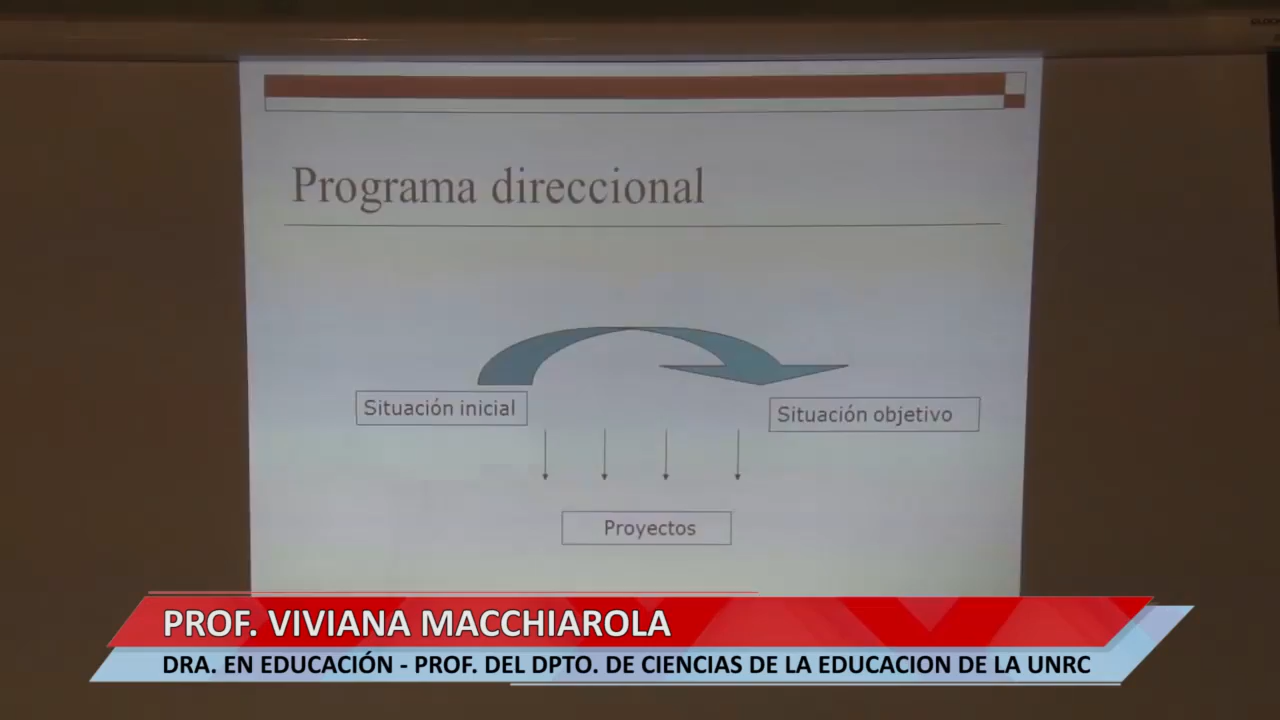 Programa direccional
Situación inicial
Situación objetivo
Proyectos
PROF. VIVIANA MACCHIAROLA
DRA. EN EDUCACIÓN - PROF. DEL DPTO. DE CIENCIAS DE LA EDUCACION DE LA UNRC